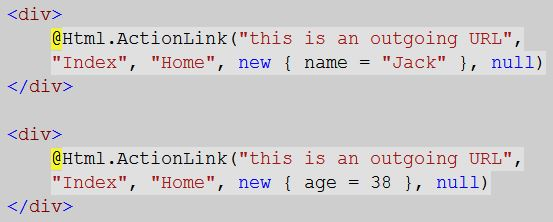 <div>
@Html.ActionLink("this is an outgoing URL",
"Index", "Home", new { name = "Jack" }, null)
</div>
<div>
@Html.ActionLink("this is an outgoing URL",
"Index", "Home", new { age = 38 }, null)
</div>